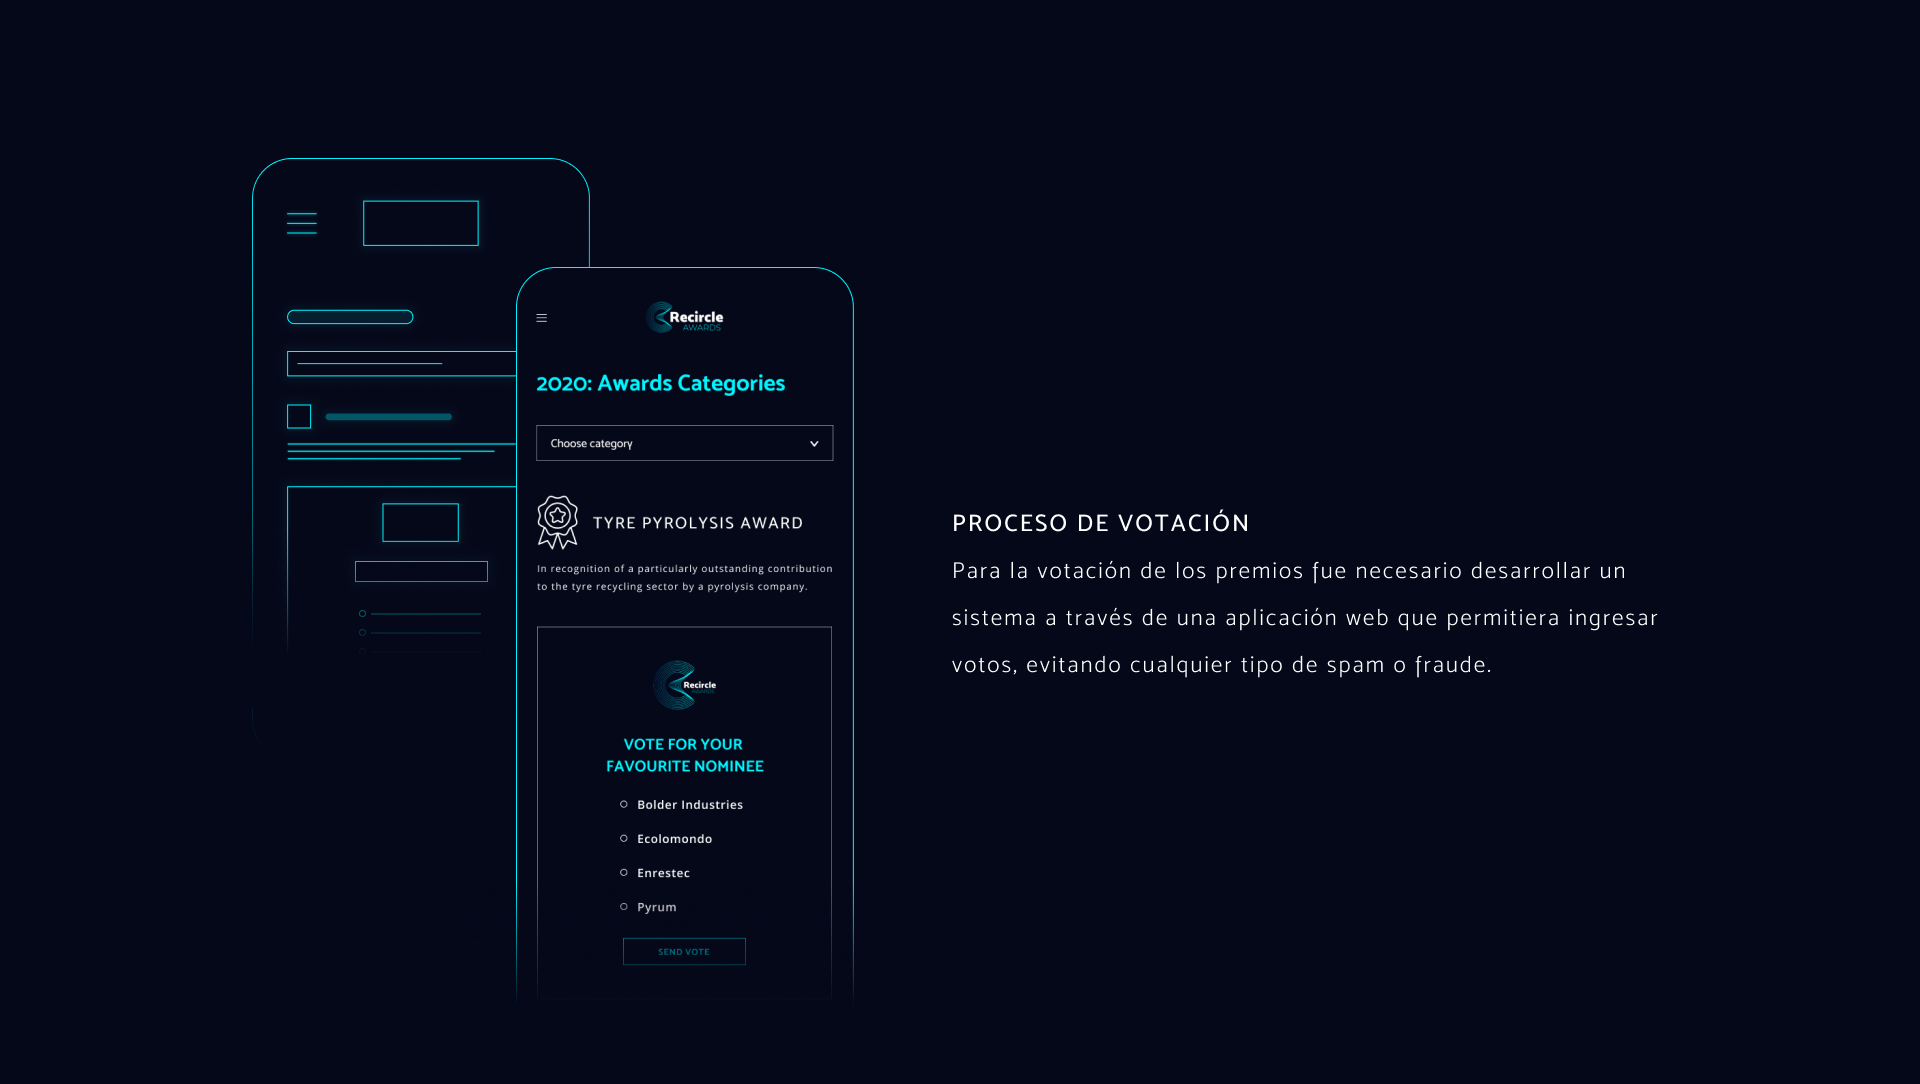 Recircle
AWARDS
2020: Awards Categories
Choose category
TYRE PYROLYSIS AWARD
In recognition of a particularly outstanding contribution
to the tyre recycling sector by a pyrolysis company.
Recircle
AWARDS
VOTE FOR YOUR
FAVOURITE NOMINEE
Bolder Industries
Ecolomondo
Enrestec
Pyrum
SEND VOTE
PROCESO DE VOTACIÓN
Para la votación de los premios fue necesario desarrollar un
sistema a través de una aplicación web que permitiera ingresar
votos, evitando cualquier tipo de spam o fraude.